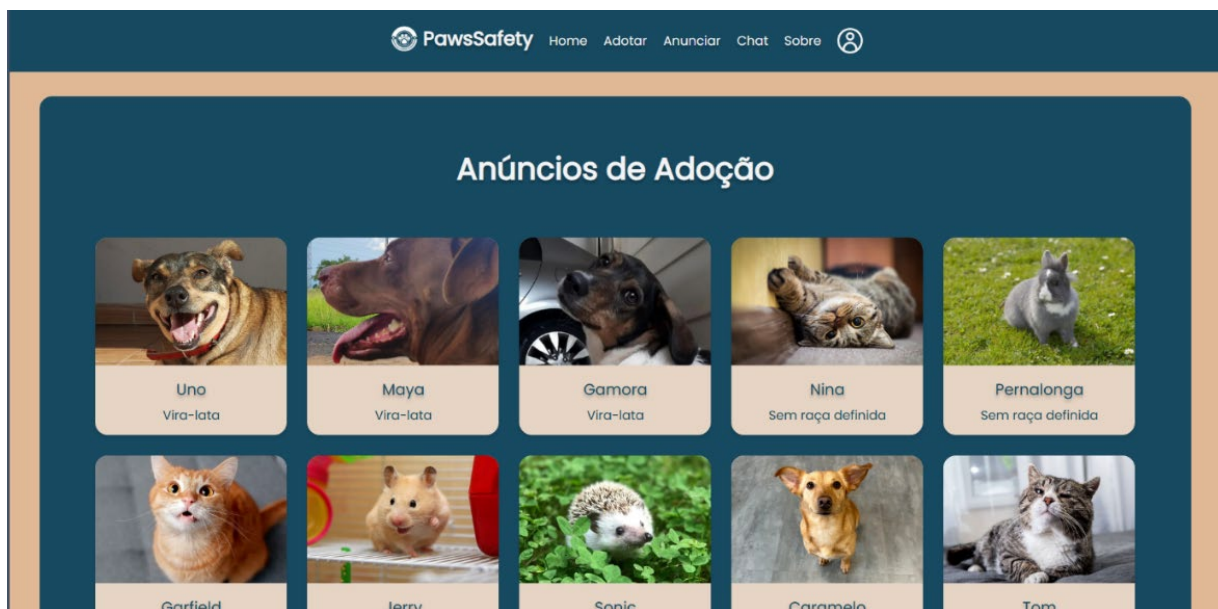 PawsSafety Home Adotar Anunciar Chat Sobre
Anúncios de Adoção
Uno
Vira-lata
Maya
Vira-lata
Gamora
Vira-lata
Nina
Sem raça definida
Pernalonga
Sem raça definida
Garfield
Jerry
Sonic
Caramelo
Tom